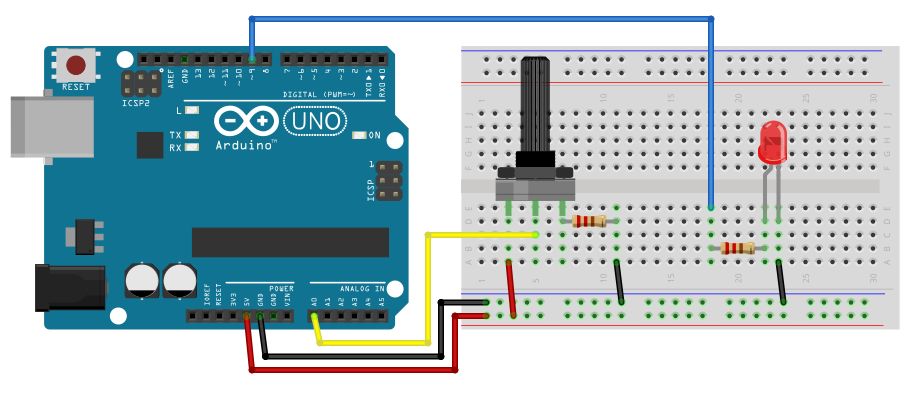 RESET
ICSP2
AREF
GND
13
12
~11
~10
~9
8
7
~6
~5
4
~3
2
TX0▶1
RX0◀0
DIGITAL (PWM=~)
L
TX
RX
UNO
Arduino™
ON
1
ICSP
IOREF
RESET
3V3
5V
GND
GND
VIN
POWER
ANALOG IN
A0
A1
A2
A3
A4
A5
1
10
15
20
25
30
J
I
H
G
F
E
D
C
B
A
J
I
H
G
F
E
D
C
B
A
1
5
10
15
20
25
30